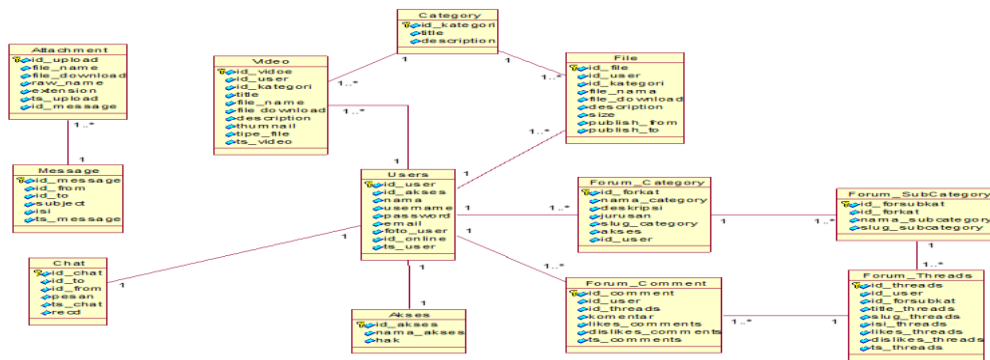 Category
id_kategori
title
description
1
1
1..*
1..*
Attachment
id_upload
file_name
file_download
raw_name
extension
ts_upload
id_message
1..*
1
Message
id_message
id_from
id_to
subject
isi
ts_message
Video
id_vidoe
id_user
id_kategori
title
file_name
file_download
description
thumnail
tipe_file
ts_video
1..*
1
File
id_file
id_user
id_kategori
file_nama
file_download
description
size
publish_from
publish_to
1..*
1
Users
id_user
id_akses
nama
username
password
email
foto_user
id_online
ts_user
1
1
1
1
1..*
Forum_Category
id_forkat
nama_category
deskripsi
jurusan
slug_category
akses
id_user
1
1..*
Forum_SubCategory
id_forsubkat
id_forkat
nama_subcategory
slug_subcategory
1
1..*
Chat
id_chat
id_to
id_from
pesan
ts_chat
recd
1
Akses
id_akses
nama_akses
hak
1
1..*
Forum_Comment
id_comment
id_user
id_threads
komentar
likes_comments
dislikes_comments
ts_comments
1..*
1
Forum_Threads
id_threads
id_user
id_forsubkat
title_threads
slug_threads
isi_threads
likes_threads
dislikes_threads
ts_threads